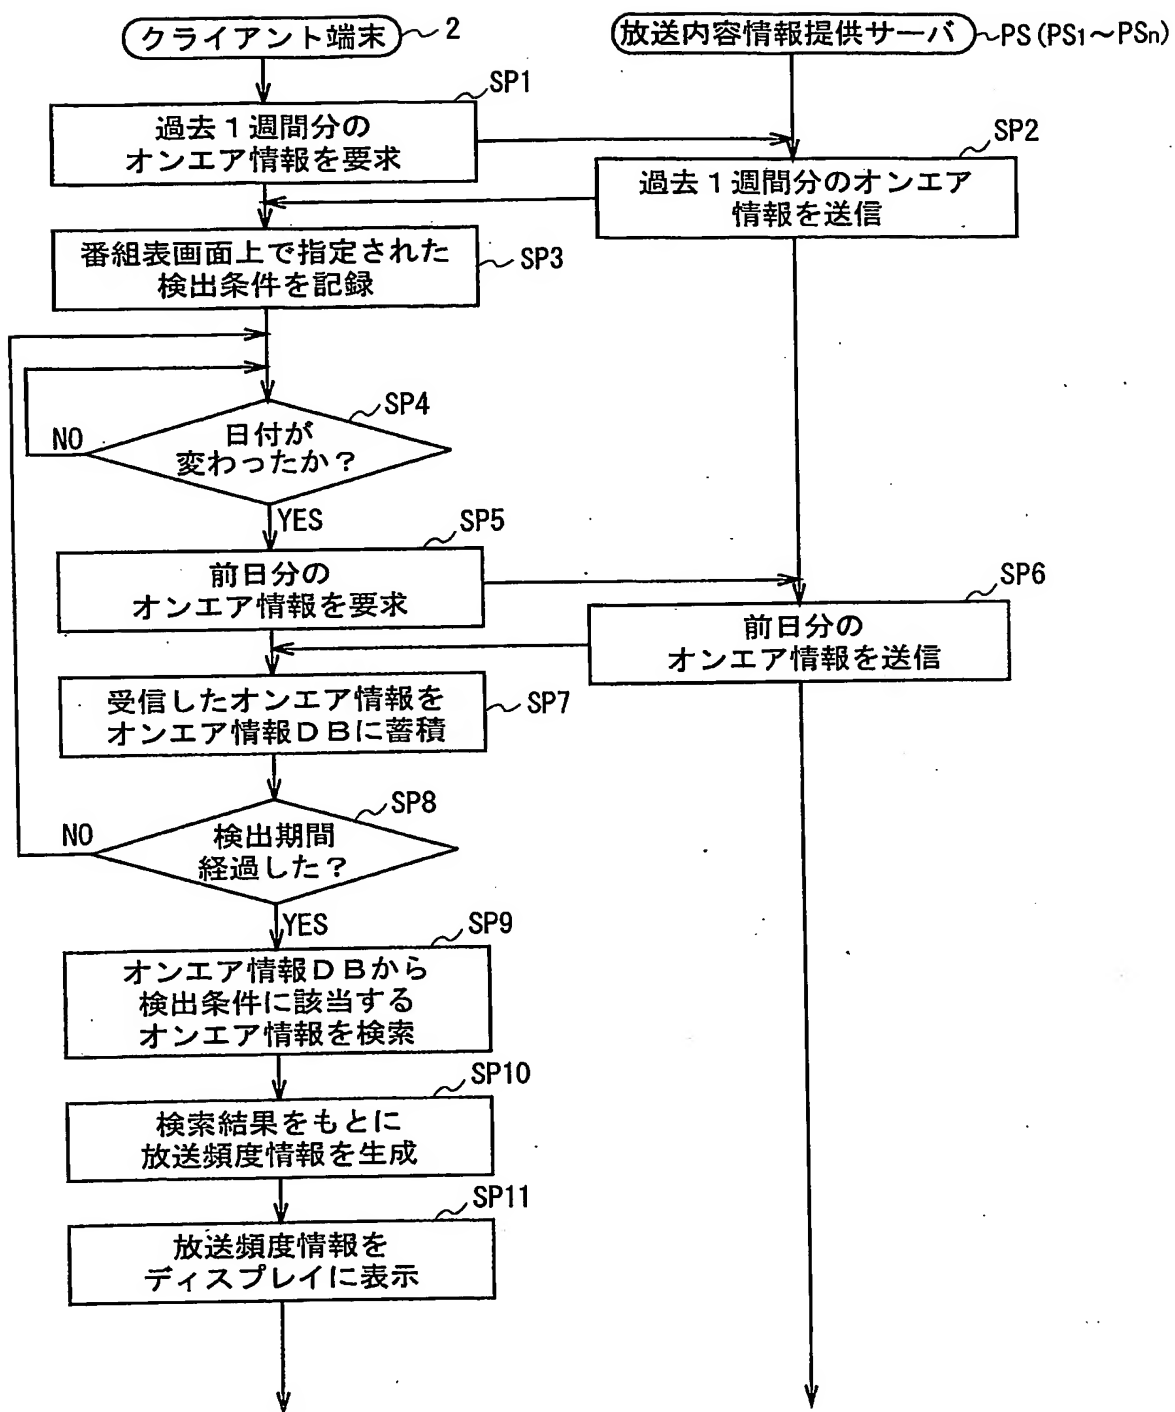 クライアント端末
2
放送内容情報提供サーバ
PS(PS1～PSn)
SP1
過去１週間分の
オンエア情報を要求
SP2
過去１週間分のオンエア
情報を送信
番組表画面上で指定された
検出条件を記録
SP3
SP4
日付が
変わったか？
NO
YES
SP5
前日分の
オンエア情報を要求
SP6
前日分の
オンエア情報を送信
受信したオンエア情報を
オンエア情報ＤＢに蓄積
SP7
SP8
検出期間
経過した？
NO
YES
SP9
オンエア情報ＤＢから
検出条件に該当する
オンエア情報を検索
SP10
検索結果をもとに
放送頻度情報を生成
SP11
放送頻度情報を
ディスプレイに表示